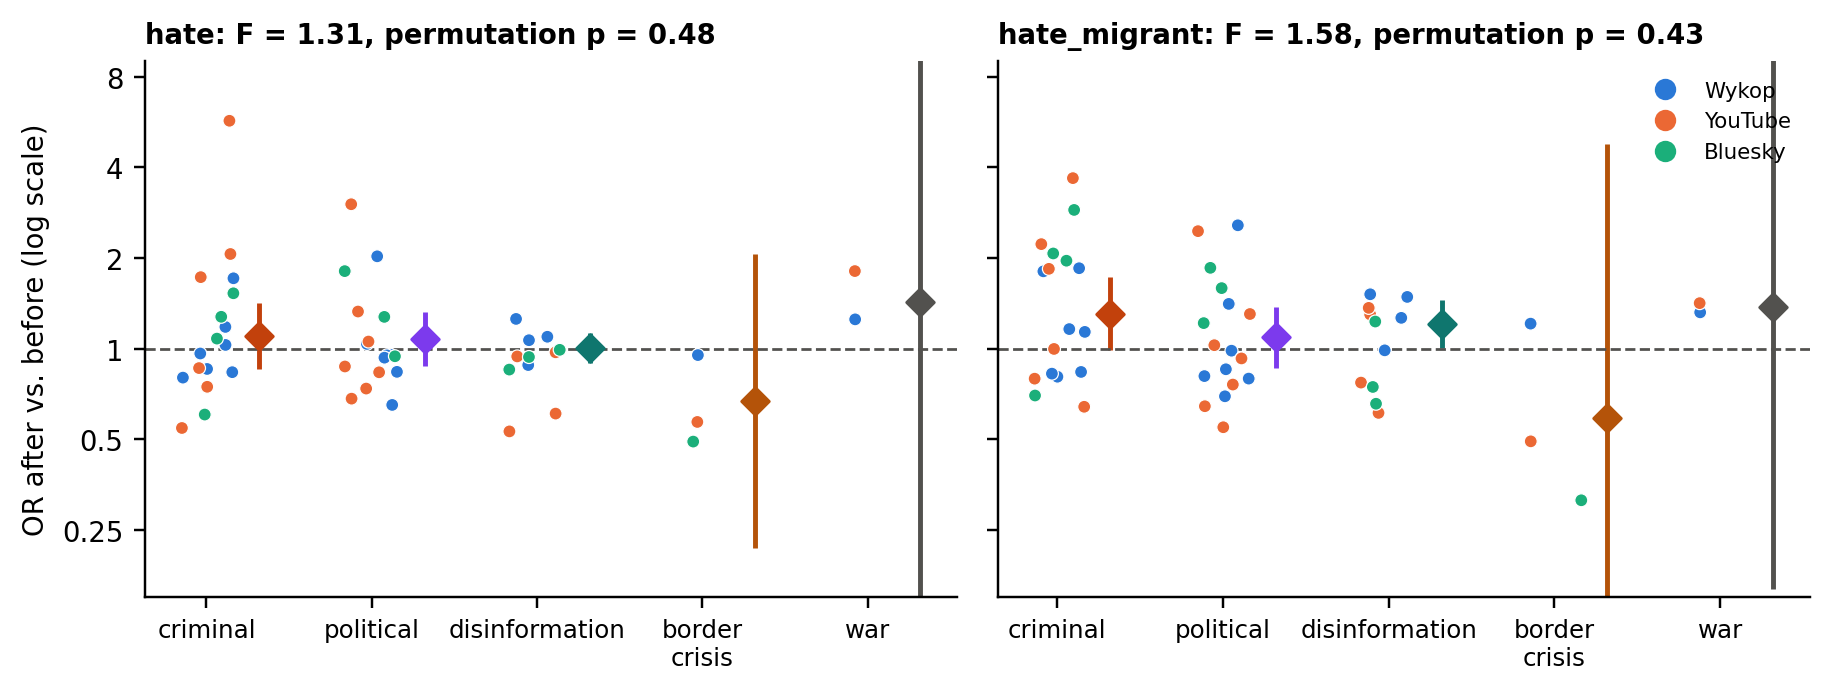 hate: F = 1.31, permutation p = 0.48
hate_migrant: F = 1.58, permutation p = 0.43
OR after vs. before (log scale)
8
4
2
1
0.5
0.25
Wykop
YouTube
Bluesky
criminal
political
disinformation
border
crisis
war
criminal
political
disinformation
border
crisis
war